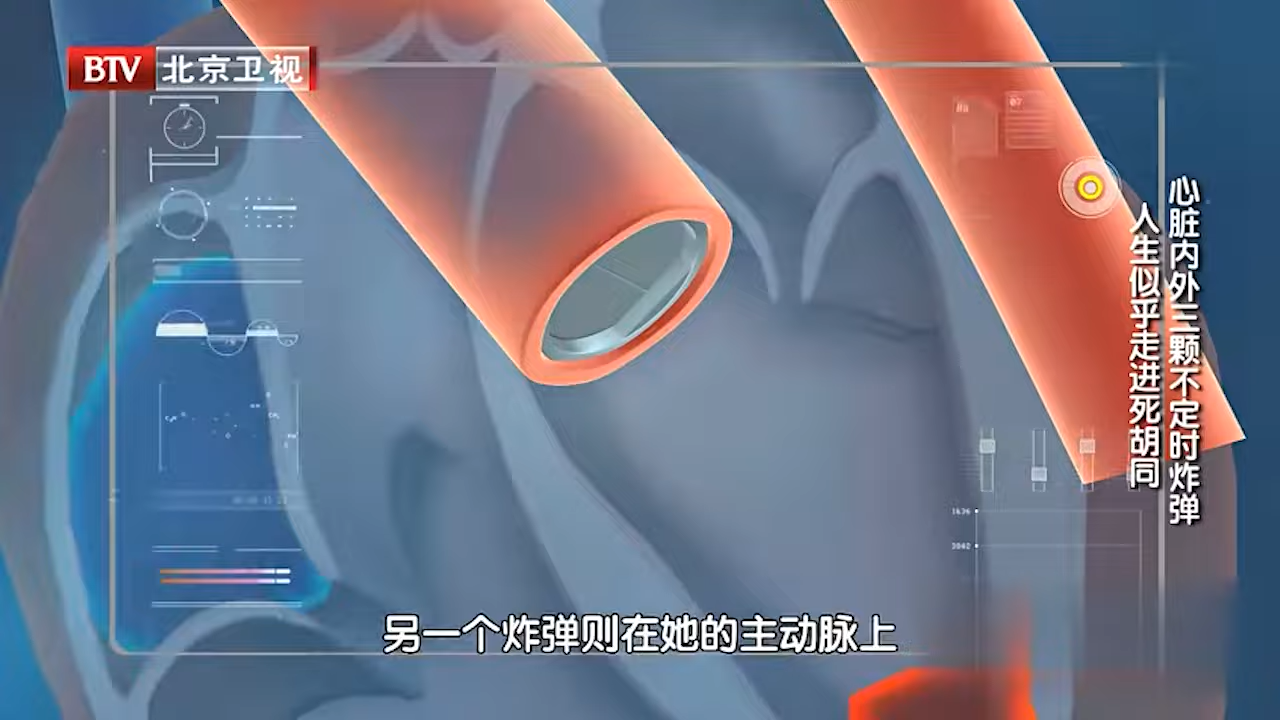 BTV 北京卫视
心脏内外三颗不定时炸弹
人生似乎走进死胡同
07
1636
另一个炸弹则在她的主动脉上